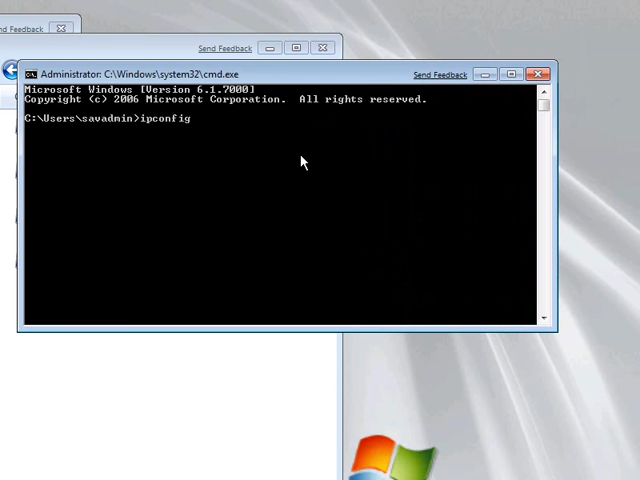 nd Feedback
Send Feedback
Administrator: C:\Windows\system32\cmd.exe
Send Feedback
Microsoft Windows [Version 6.1.7000]
Copyright (c) 2006 Microsoft Corporation.  All rights reserved.
C:\Users\savadmin>ipconfig